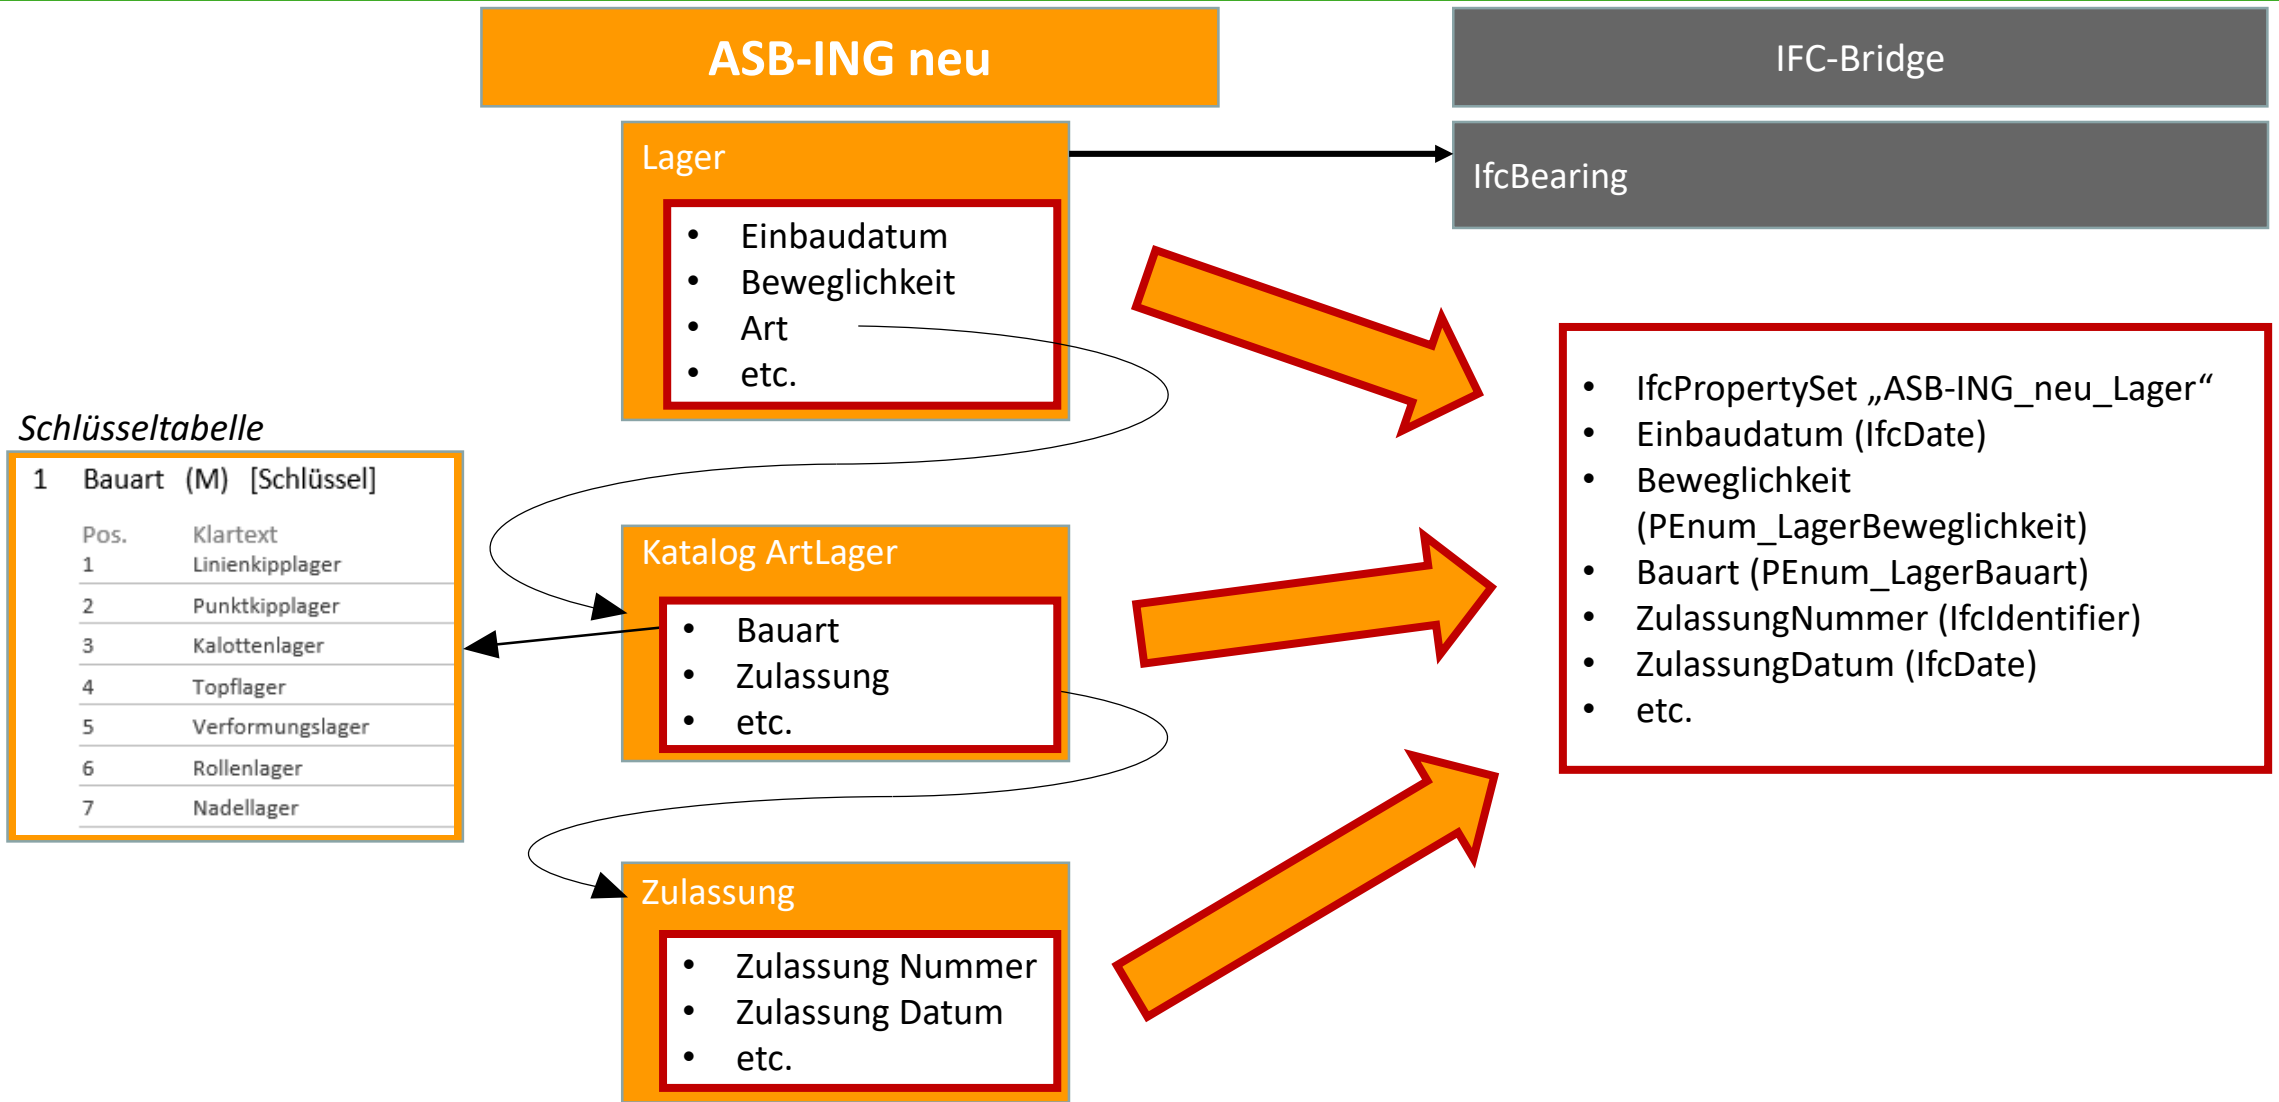 ASB-ING neu
IFC-Bridge
Lager
• Einbaudatum
• Beweglichkeit
• Art
• etc.
IfcBearing
Schlüsseltabelle
1 Bauart (M) [Schlüssel]
Pos. Klartext
1 Linienkipplager
2 Punktkipplager
3 Kalottenlager
4 Topflager
5 Verformungslager
6 Rollenlager
7 Nadellager
Katalog ArtLager
• Bauart
• Zulassung
• etc.
Zulassung
• Zulassung Nummer
• Zulassung Datum
• etc.
• IfcPropertySet „ASB-ING_neu_Lager“
• Einbaudatum (IfcDate)
• Beweglichkeit
(PEnum_LagerBeweglichkeit)
• Bauart (PEnum_LagerBauart)
• ZulassungNummer (IfcIdentifier)
• ZulassungDatum (IfcDate)
• etc.